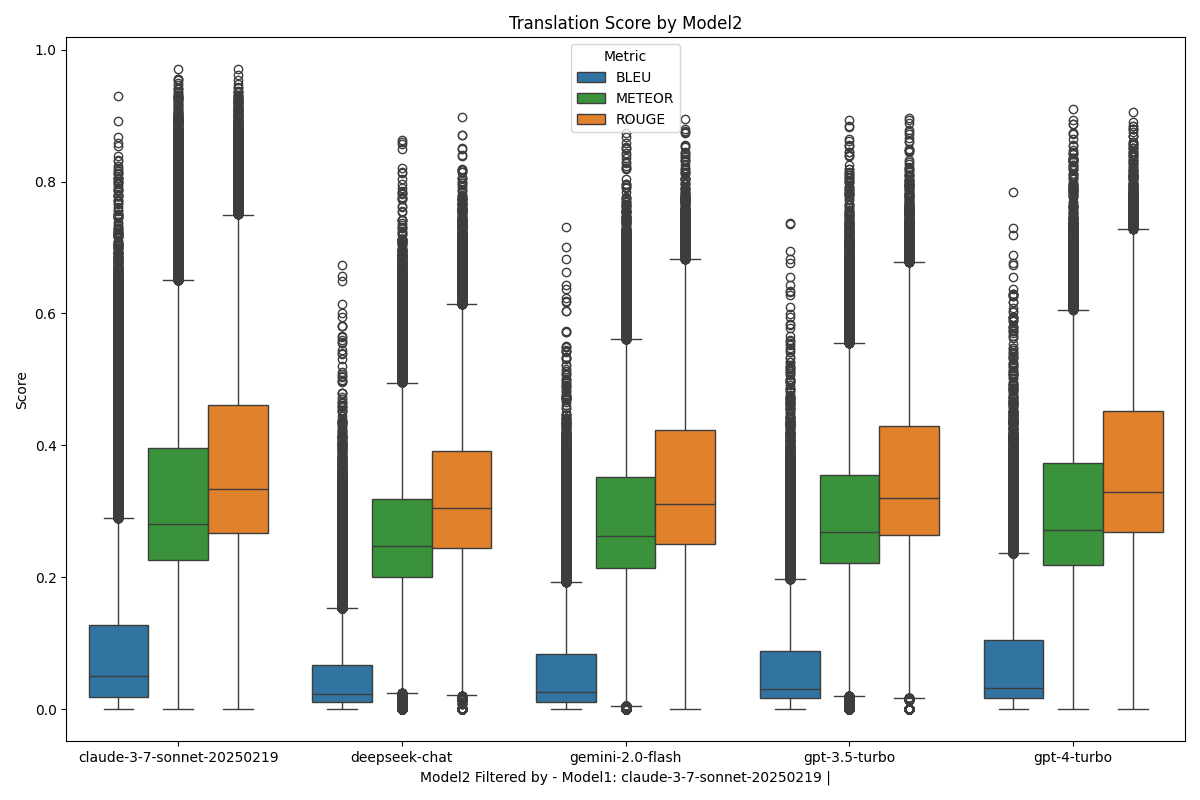 Translation Score by Model2
Metric
BLEU
METEOR
ROUGE
Score
1.0
0.8
0.6
0.4
0.2
0.0
claude-3-7-sonnet-20250219 deepseek-chat gemini-2.0-flash gpt-3.5-turbo gpt-4-turbo
Model2 Filtered by - Model1: claude-3-7-sonnet-20250219 |